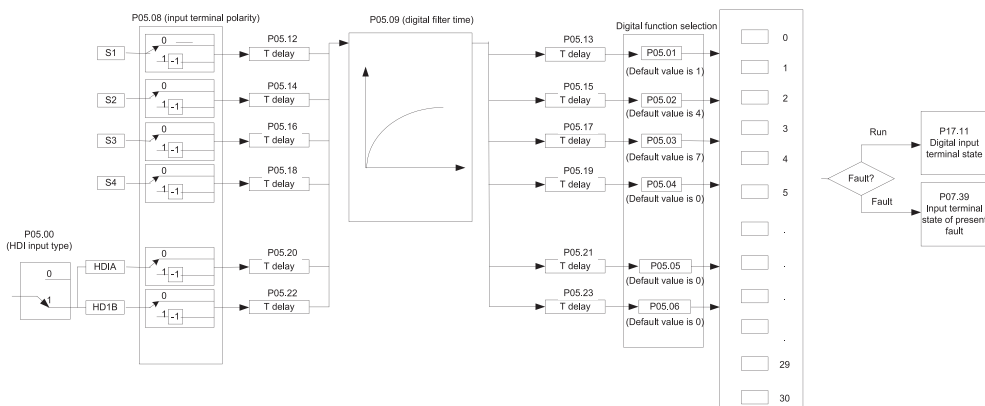 P05.08 (input terminal polarity)
P05.09 (digital filter time)
Digital function selection
S1
0
1
-1
P05.12
T delay
P05.13
T delay
P05.01
(Default value is 1)
S2
0
1
-1
P05.14
T delay
P05.15
T delay
P05.02
(Default value is 4)
S3
0
1
-1
P05.16
T delay
P05.17
T delay
P05.03
(Default value is 7)
S4
0
1
-1
P05.18
T delay
P05.19
T delay
P05.04
(Default value is 0)
P05.00
(HDI input type)
0
1
HDIA
0
1
-1
P05.20
T delay
P05.21
T delay
P05.05
(Default value is 0)
HD1B
0
1
-1
P05.22
T delay
P05.23
T delay
P05.06
(Default value is 0)
0
1
2
3
4
5
.
.
.
.
29
30
Fault?
Run
Fault
P17.11
Digital input
terminal state
P07.39
Input terminal
state of present
fault